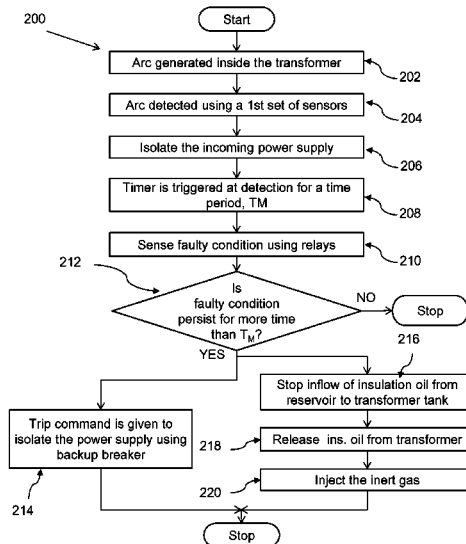 200
Start
Arc generated inside the transformer
202
Arc detected using a 1st set of sensors
204
Isolate the incoming power supply
206
Timer is triggered at detection for a time
period, TM
208
Sense faulty condition using relays
210
212
Is
faulty condition
persist for more time
than TM?
NO
Stop
YES
216
Stop inflow of insulation oil from
reservoir to transformer tank
Trip command is given to
isolate the power supply using
backup breaker
214
218
Release ins. oil from transformer
220
Inject the inert gas
Stop